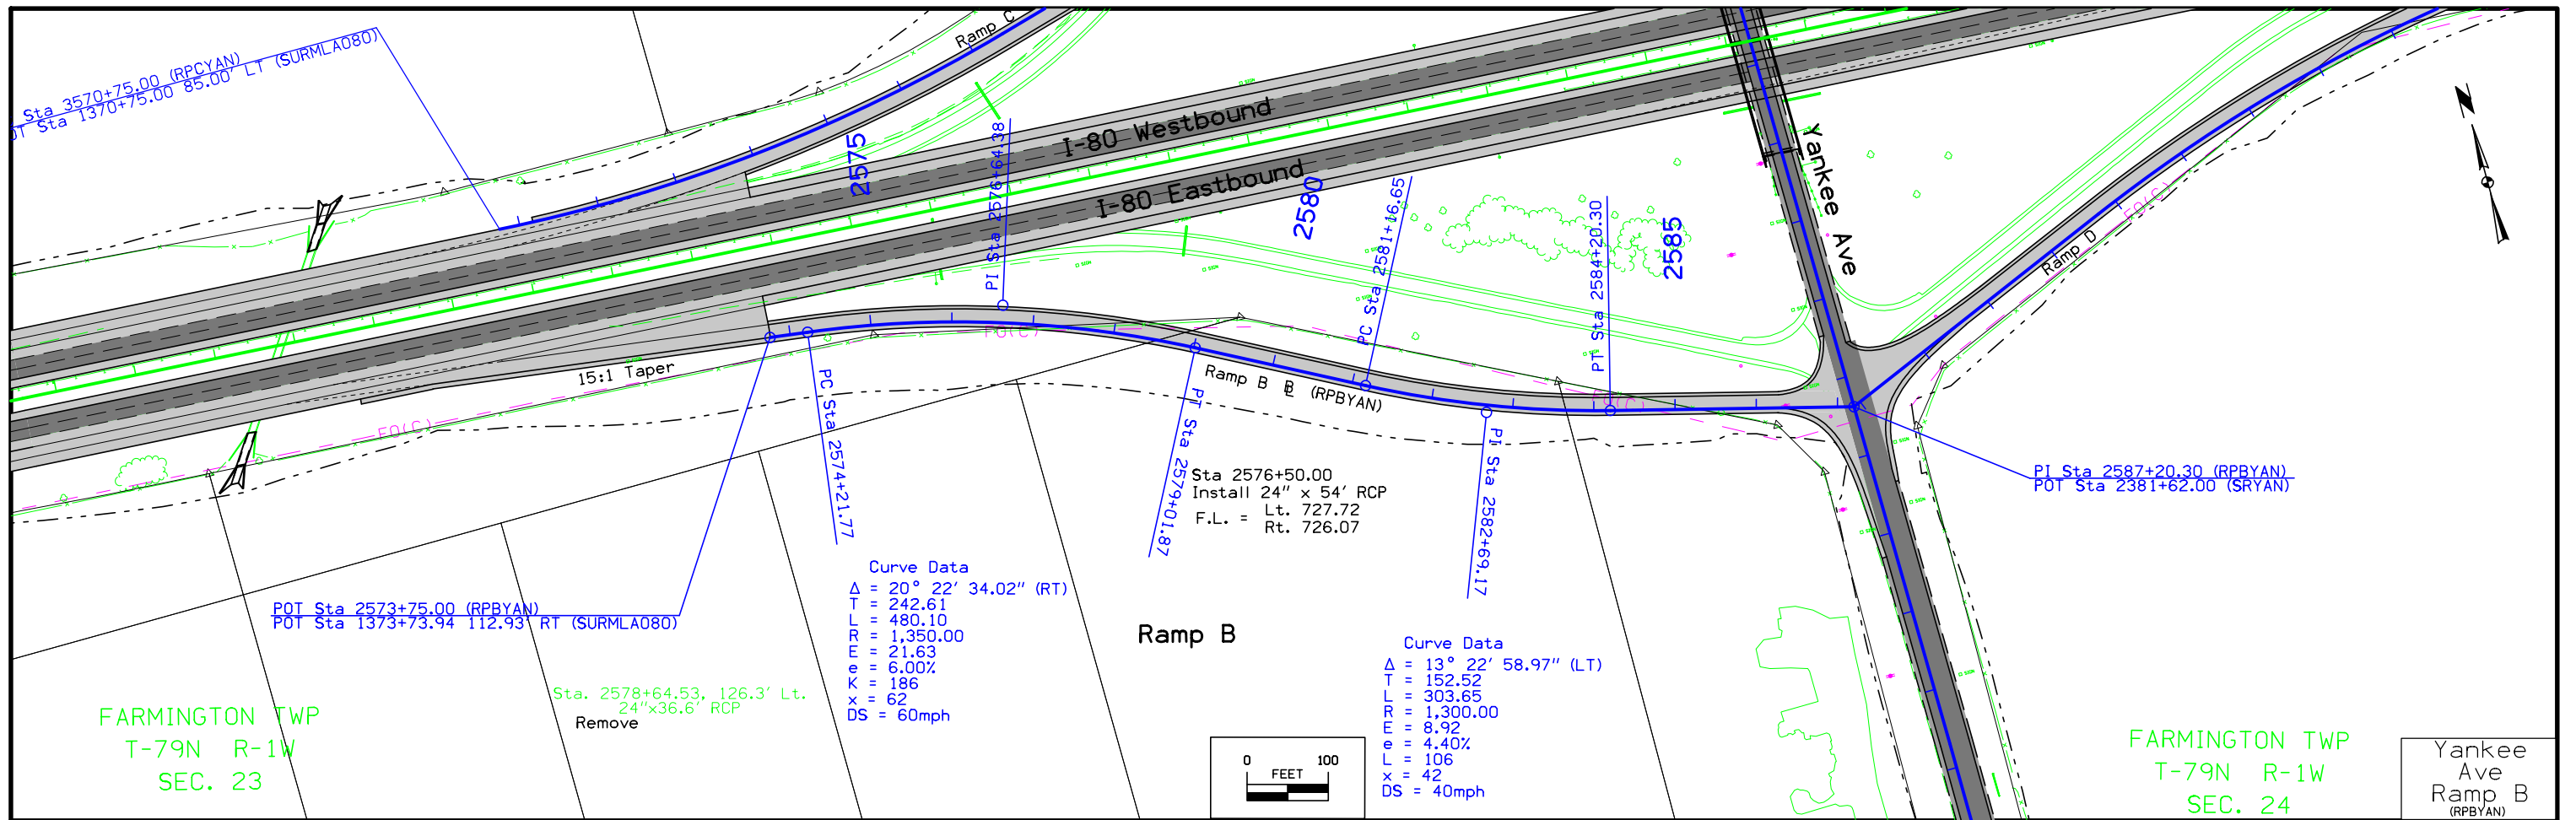 Sta 3570+75.00 (RPCYAN)
OT Sta 1370+75.00 85.00' LT (SURMLA080)
Ramp C
2575
PI Sta 2576+64.38
I-80 Westbound
I-80 Eastbound
2580
PC Sta 2581+16.65
PT Sta 2584+20.30
2585
Yankee Ave
Ramp D
FO(C)
15:1 Taper
FO(C)
FO(C)
FO(C)
PC Sta 2574+21.77
PT Sta 2579+01.87
Ramp B ȹ (RPBYAN)
PI Sta 2582+69.17
Sta 2576+50.00
Install 24" x 54' RCP
F.L. = Lt. 727.72
Rt. 726.07
PI Sta 2587+20.30 (RPBYAN)
POT Sta 2381+62.00 (SRYAN)
POT Sta 2573+75.00 (RPBYAN)
POT Sta 1373+73.94 112.93' RT (SURMLA080)
Curve Data
Δ = 20° 22' 34.02" (RT)
T = 242.61
L = 480.10
R = 1,350.00
E = 21.63
e = 6.00%
K = 186
x = 62
DS = 60mph
Ramp B
Curve Data
Δ = 13° 22' 58.97" (LT)
T = 152.52
L = 303.65
R = 1,300.00
E = 8.92
e = 4.40%
L = 106
x = 42
DS = 40mph
Sta. 2578+64.53, 126.3' Lt.
24"x36.6' RCP
Remove
FARMINGTON TWP
T-79N R-1W
SEC. 23
0 100
FEET
FARMINGTON TWP
T-79N R-1W
SEC. 24
Yankee
Ave
Ramp B
(RPBYAN)